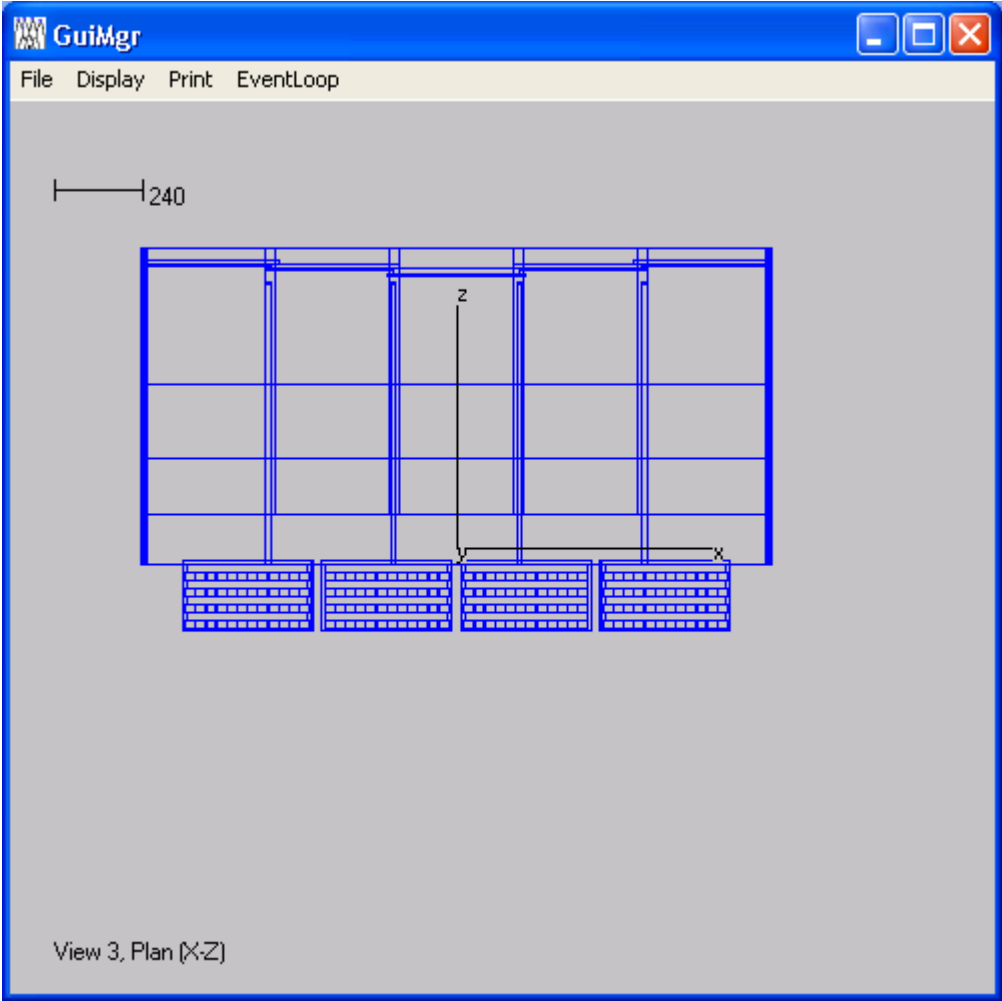 GuiMgr
File Display Print EventLoop
240
z
y
x
View 3, Plan (X-Z)